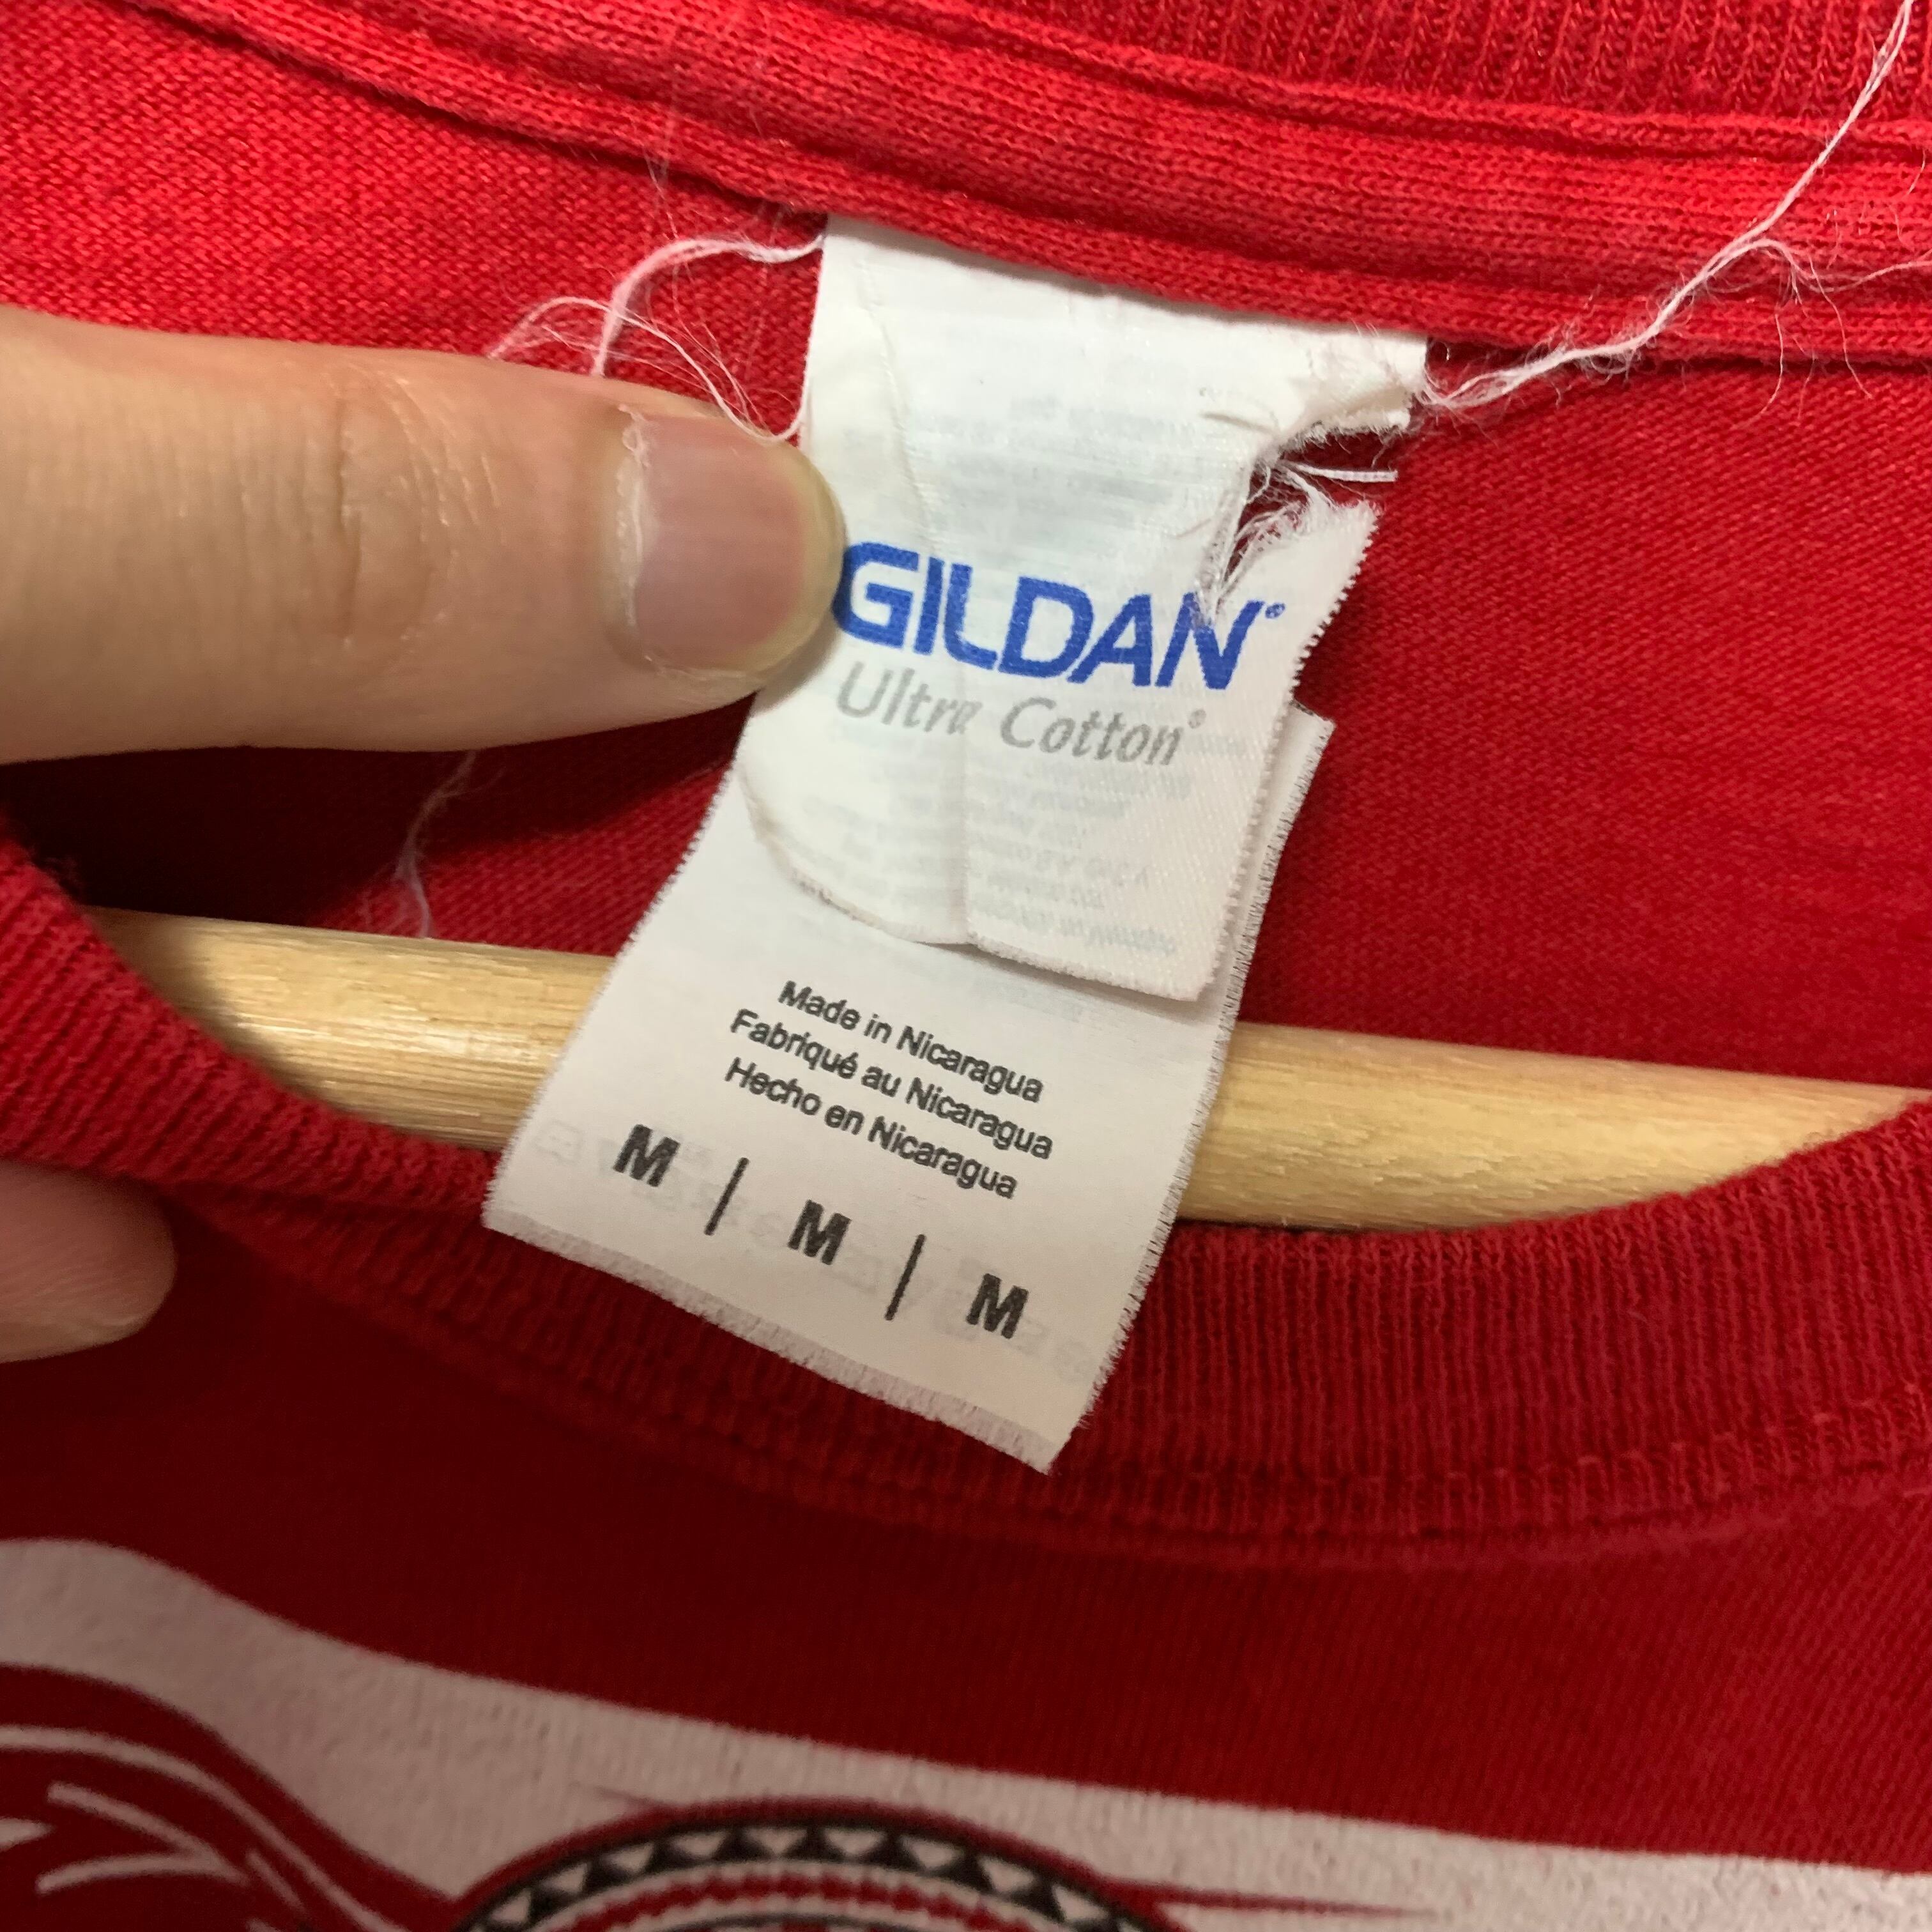 GILDAN®
Ultra Cotton®
Made in Nicaragua
Fabriqué au Nicaragua
Hecho en Nicaragua
M | M | M